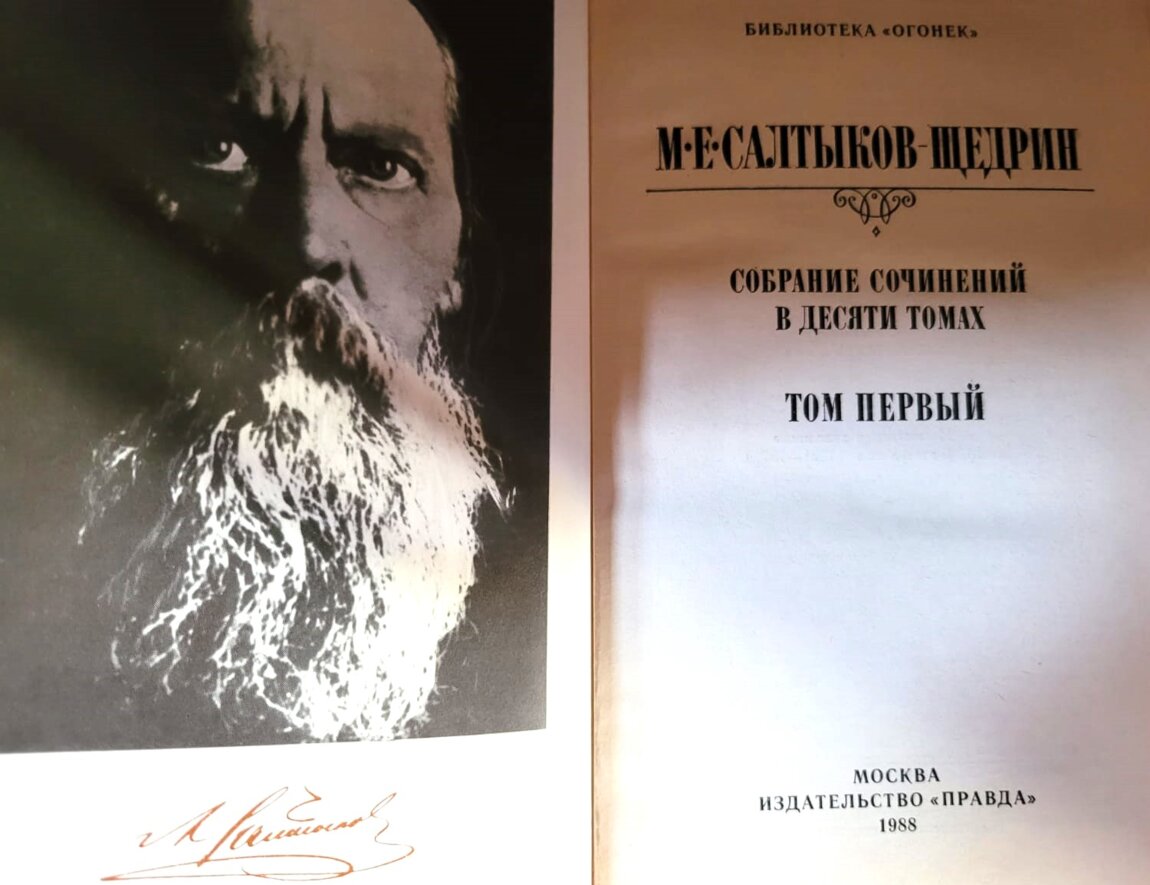 БИБЛИОТЕКА «ОГОНЕК»
М·Е·САЛТЫКОВ-ЩЕДРИН
СОБРАНИЕ СОЧИНЕНИЙ
В ДЕСЯТИ ТОМАХ
ТОМ ПЕРВЫЙ
МОСКВА
ИЗДАТЕЛЬСТВО «ПРАВДА»
1988